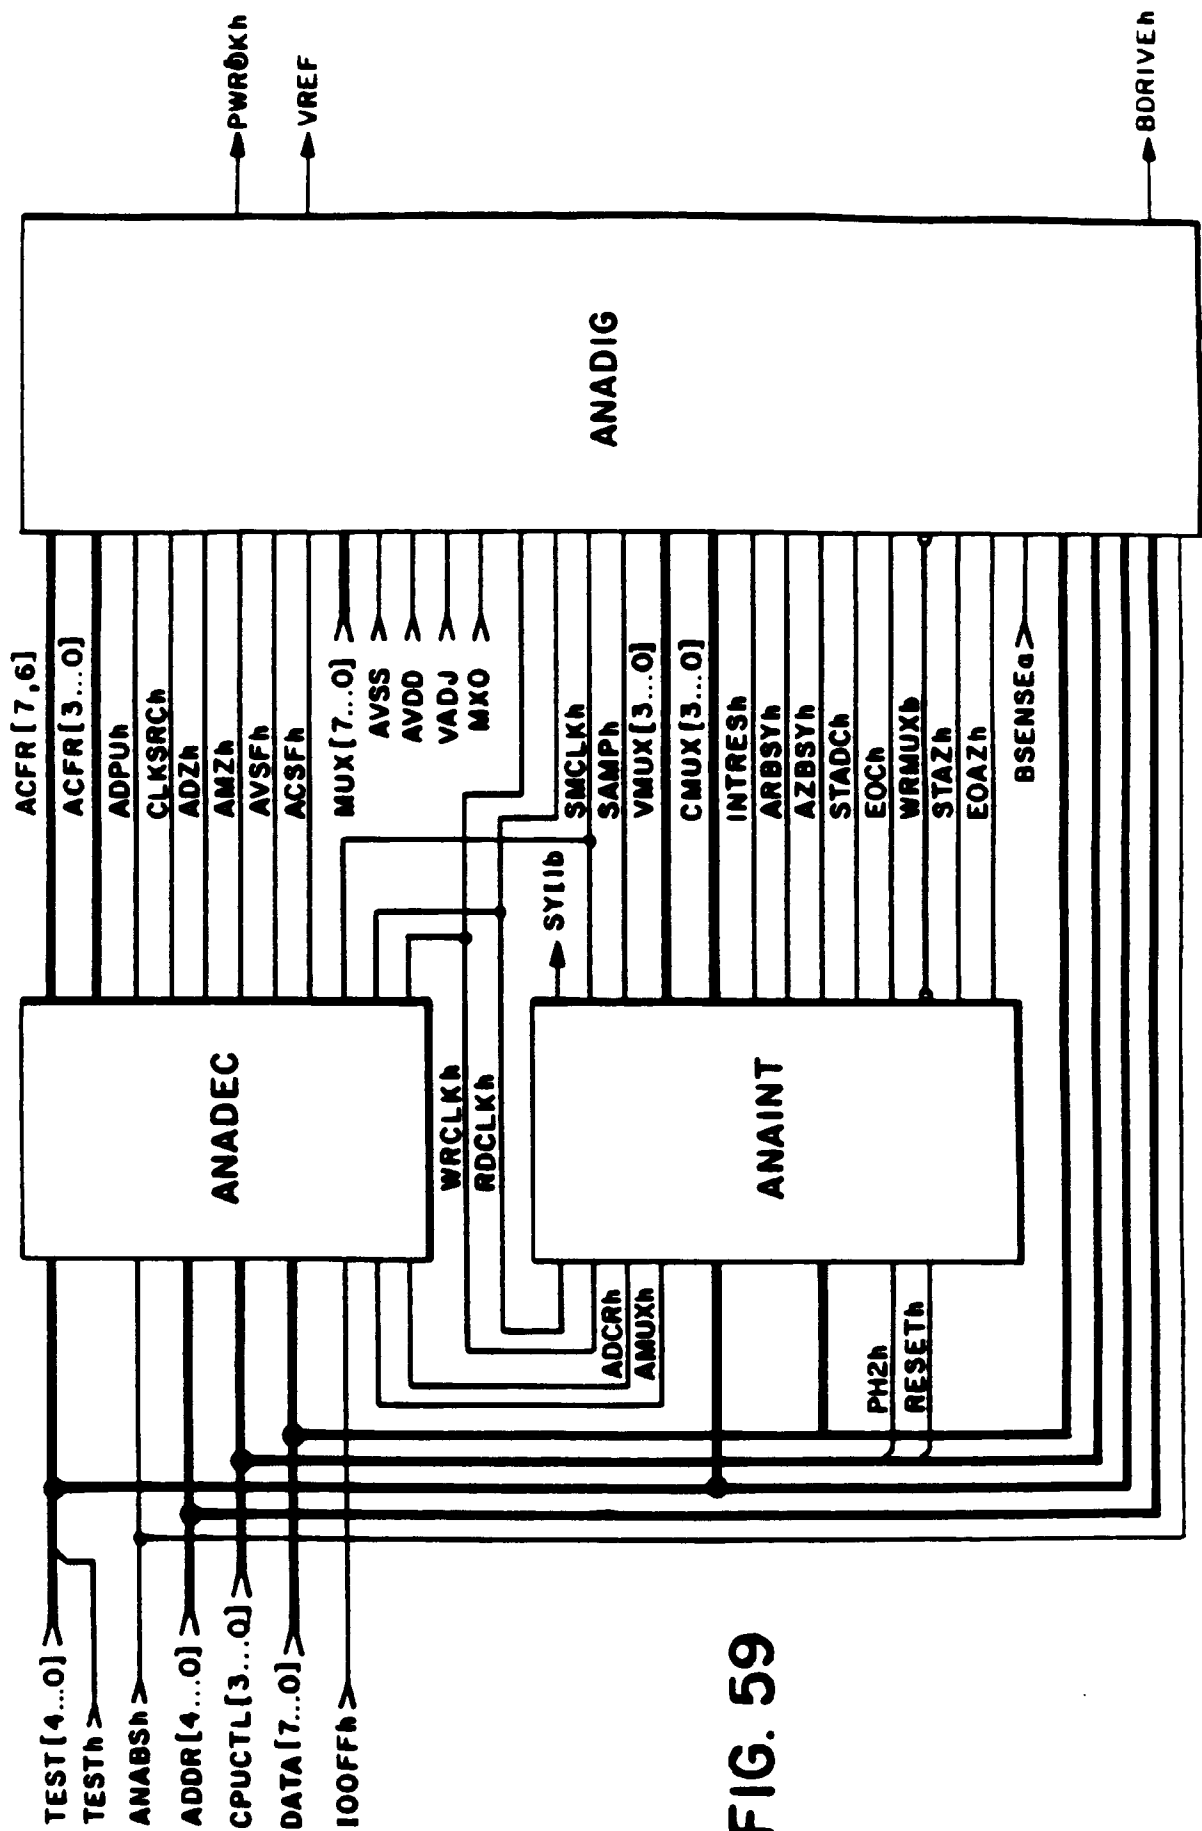 TEST[4...0]
TESTh
ANABSh
ADDR[4...0]
CPUCTL[3...0]
DATA[7...0]
IOOFFh
ANADEC
WRCLKh
RDCLKh
ADCRh
AMUXh
PH2h
RESETh
ANAINT
ACFR[7,6]
ACFR[3...0]
ADPUh
CLKSRCh
ADZh
AMZh
AVSFh
ACSFh
MUX[7...0]
AVSS
AVDD
VADJ
MXO
SYLIb
SMCLKh
SAMPh
VMUX[3...0]
CMUX[3...0]
INTRESh
ARBSYh
AZBSYh
STADCh
EOCh
WRMUXb
STAZh
EOAZh
BSENSEa
ANADIG
PWROKh
VREF
BDRIVEh
FIG. 59